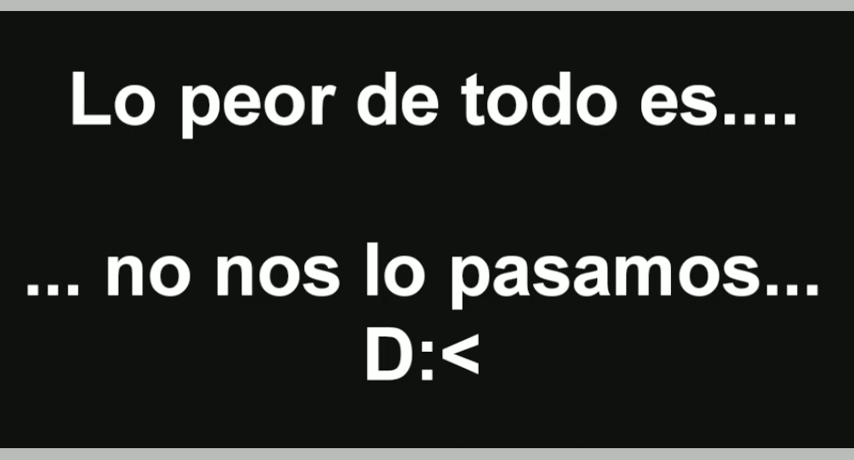 Lo peor de todo es....
... no nos lo pasamos...
D:<